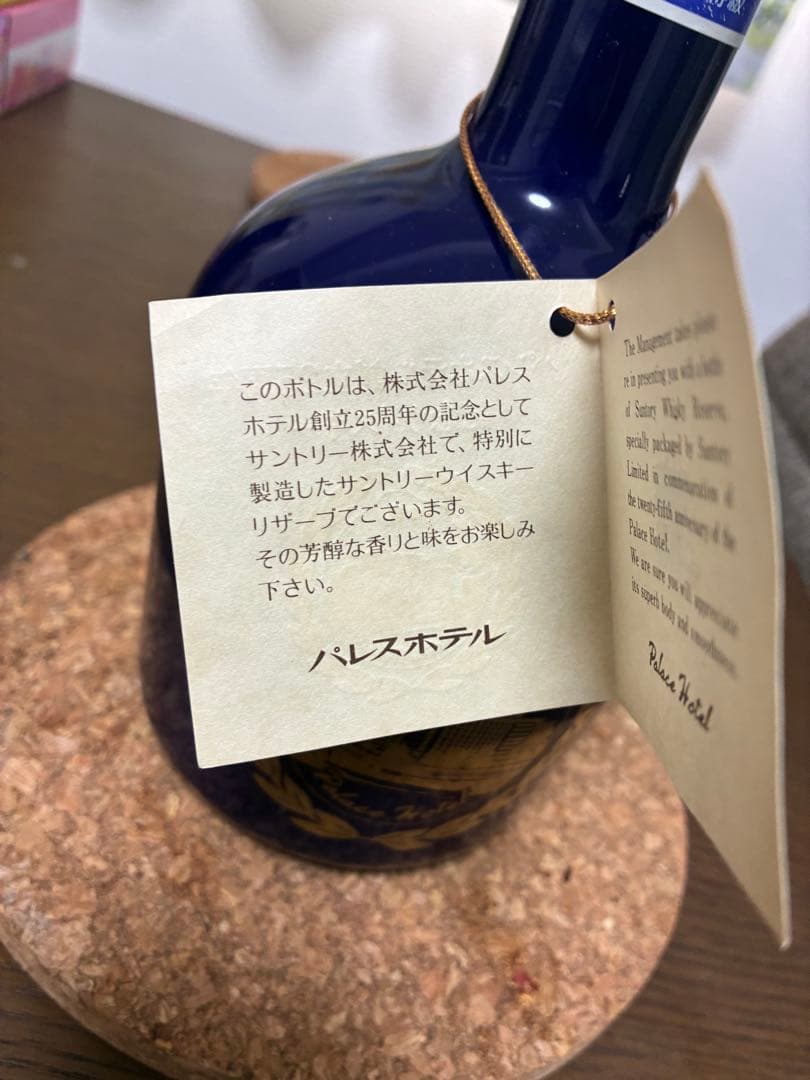 このボトルは、株式会社パレス
ホテル創立25周年の記念として
サントリー株式会社で、特別に
製造したサントリーウイスキー
リザーブでございます。
その芳醇な香りと味をお楽しみ
下さい。
パレスホテル
The Management takes
re in presenting you with a bottle
of Suntory Whisky Reserve,
specially packaged by Suntory
Limited in commemoration of
the twenty-fifth anniversary of the
Palace Hotel.
We are sure you will appreciate
its superb body and smoothness.
Palace Hotel
Palace Hotel